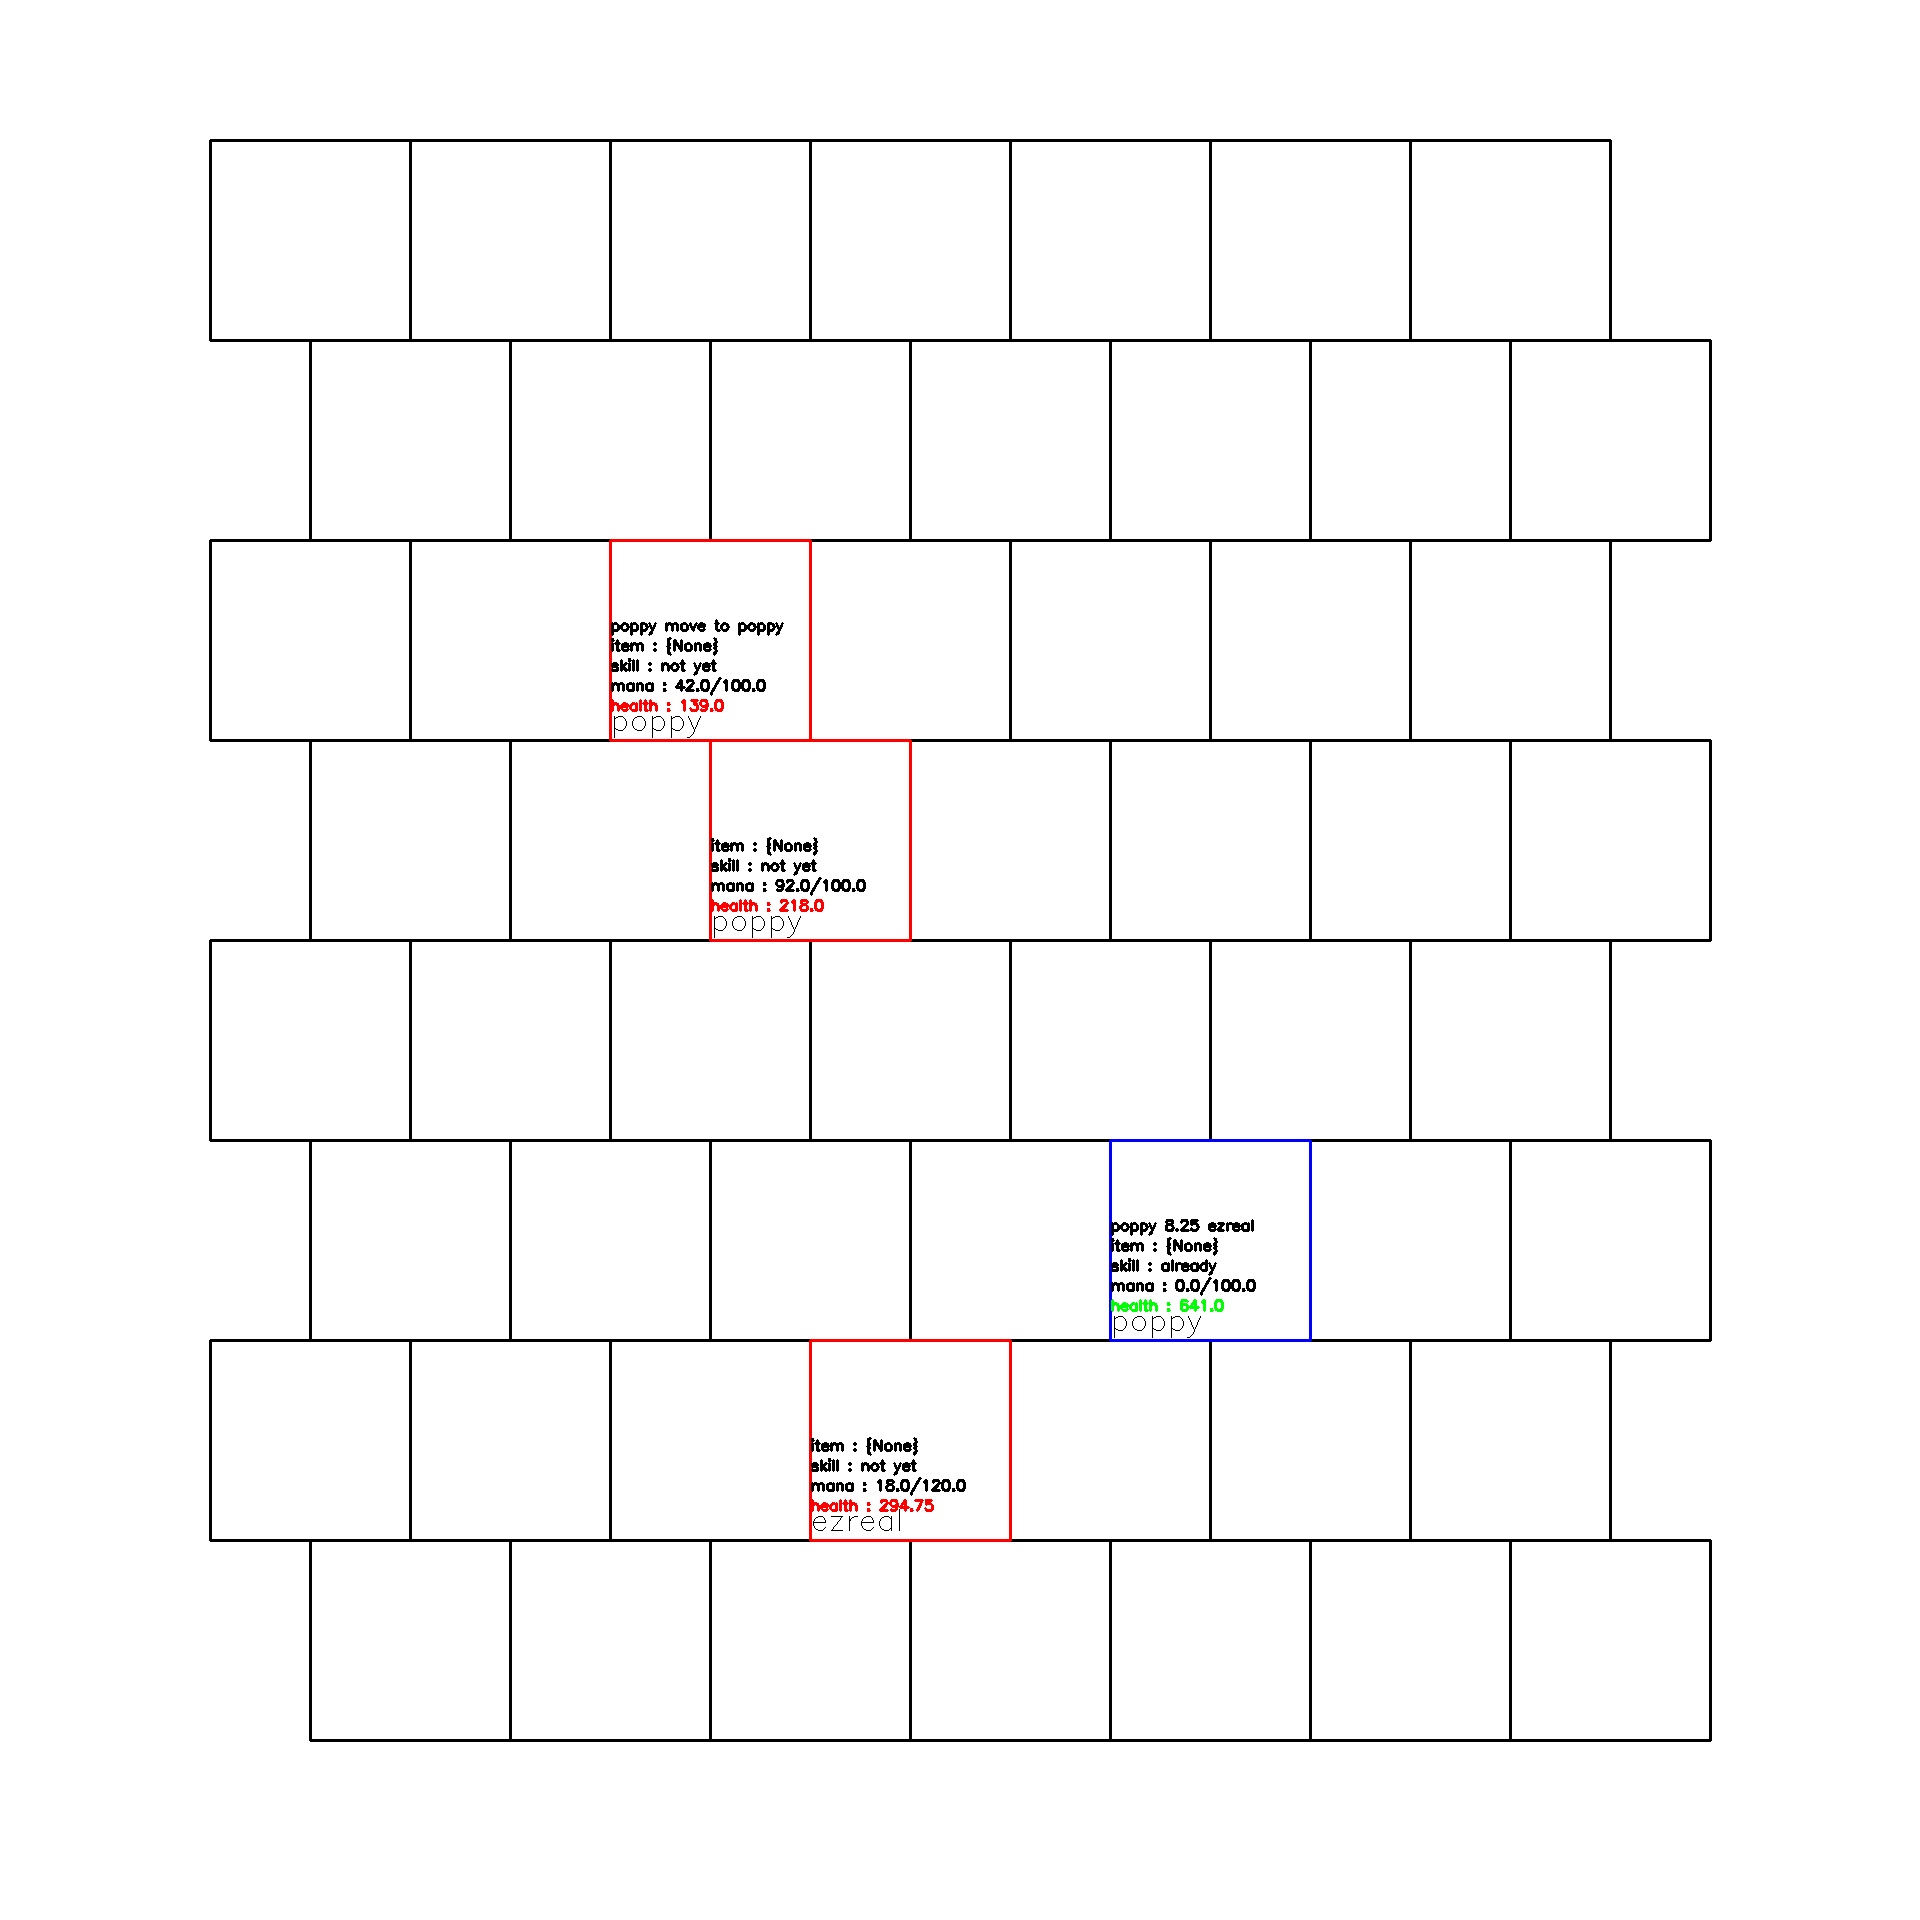 poppy move to poppy
item : {None}
skill : not yet
mana : 42.0/100.0
health : 139.0
poppy
item : {None}
skill : not yet
mana : 92.0/100.0
health : 218.0
poppy
poppy 8.25 ezreal
item : {None}
skill : already
mana : 0.0/100.0
health : 641.0
poppy
item : {None}
skill : not yet
mana : 18.0/120.0
health : 294.75
ezreal